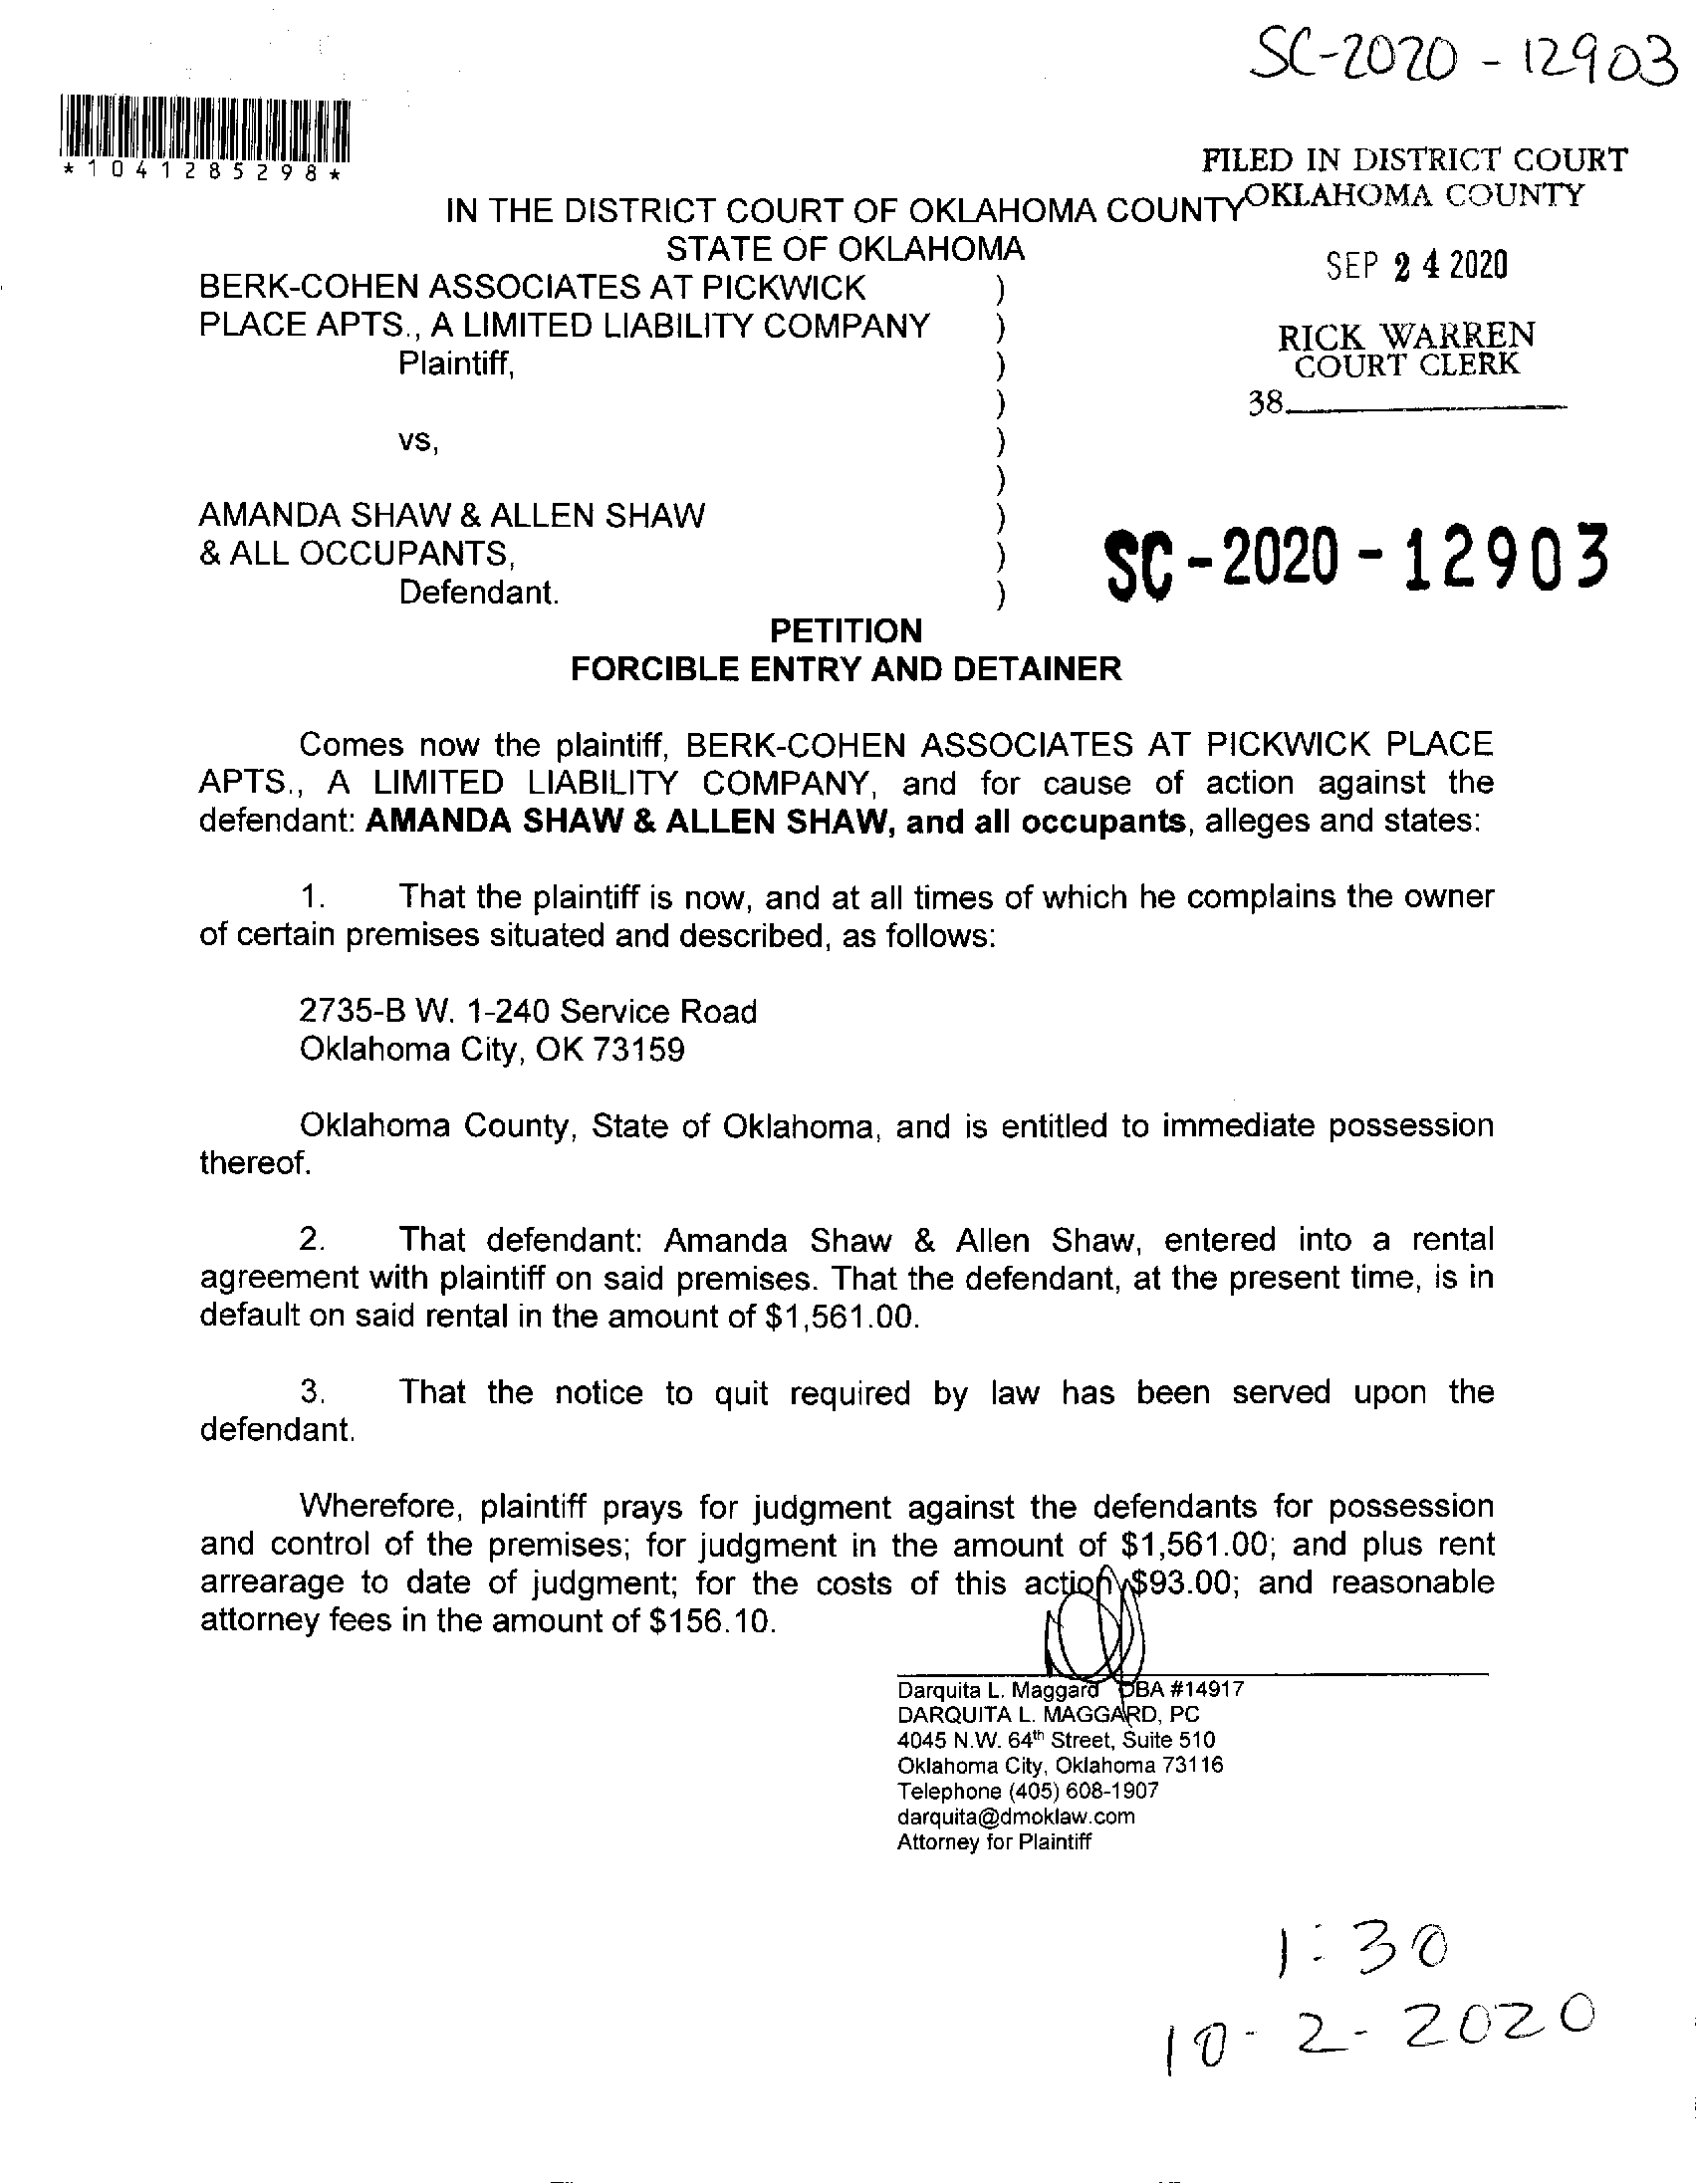 SC-2020 - 12903
*1041285298*
FILED IN DISTRICT COURT
OKLAHOMA COUNTY
IN THE DISTRICT COURT OF OKLAHOMA COUNTY
STATE OF OKLAHOMA
SEP 24 2020
BERK-COHEN ASSOCIATES AT PICKWICK )
PLACE APTS., A LIMITED LIABILITY COMPANY )
RICK WARREN
COURT CLERK
Plaintiff, )
)
38.
vs, )
)
AMANDA SHAW & ALLEN SHAW )
& ALL OCCUPANTS, )
SC-2020-12903
Defendant. )
PETITION
FORCIBLE ENTRY AND DETAINER
Comes now the plaintiff, BERK-COHEN ASSOCIATES AT PICKWICK PLACE
APTS., A LIMITED LIABILITY COMPANY, and for cause of action against the
defendant: AMANDA SHAW & ALLEN SHAW, and all occupants, alleges and states:
1. That the plaintiff is now, and at all times of which he complains the owner
of certain premises situated and described, as follows:
2735-B W. 1-240 Service Road
Oklahoma City, OK 73159
Oklahoma County, State of Oklahoma, and is entitled to immediate possession
thereof.
2. That defendant: Amanda Shaw & Allen Shaw, entered into a rental
agreement with plaintiff on said premises. That the defendant, at the present time, is in
default on said rental in the amount of $1,561.00.
3. That the notice to quit required by law has been served upon the
defendant.
Wherefore, plaintiff prays for judgment against the defendants for possession
and control of the premises; for judgment in the amount of $1,561.00; and plus rent
arrearage to date of judgment; for the costs of this action $93.00; and reasonable
attorney fees in the amount of $156.10.
Darquita L. Maggard OBA #14917
DARQUITA L. MAGGARD, PC
4045 N.W. 64th Street, Suite 510
Oklahoma City, Oklahoma 73116
Telephone (405) 608-1907
darquita@dmoklaw.com
Attorney for Plaintiff
1:30
10-2-2020